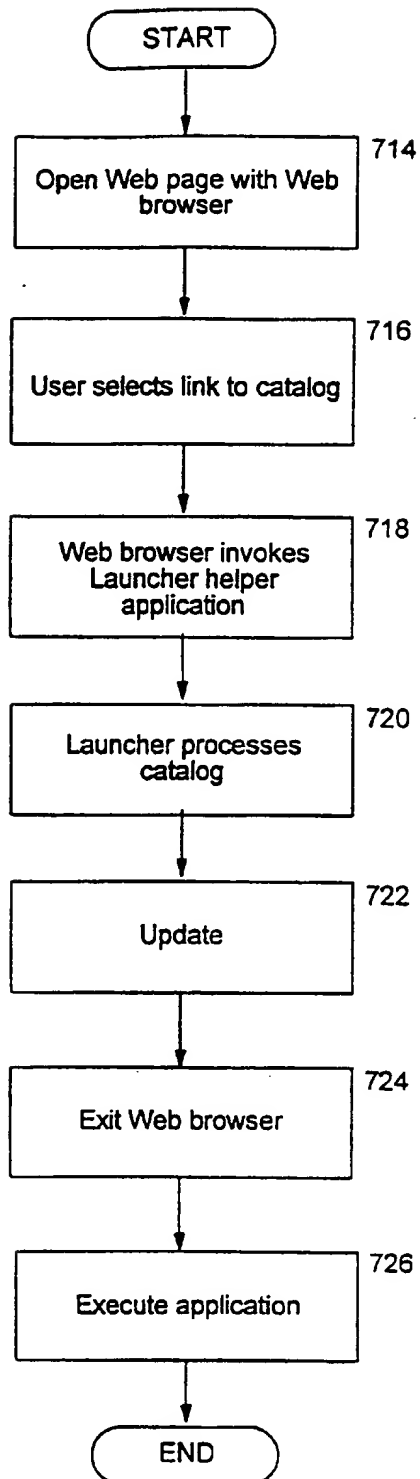 START
714
Open Web page with Web
browser
716
User selects link to catalog
718
Web browser invokes
Launcher helper
application
720
Launcher processes
catalog
722
Update
724
Exit Web browser
726
Execute application
END